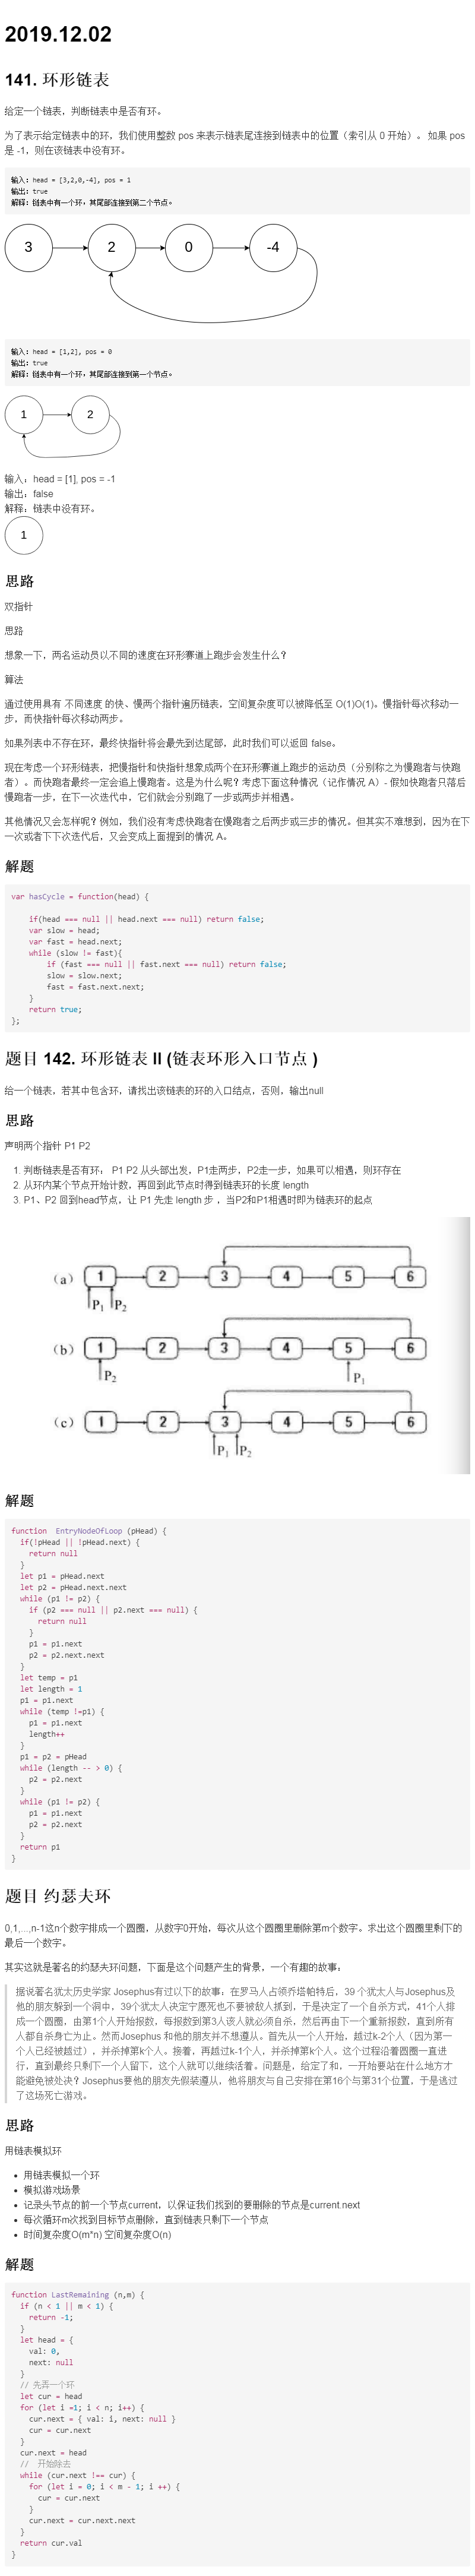 2019.12.02
141. 环形链表
给定一个链表，判断链表中是否有环。
为了表示给定链表中的环，我们使用整数 pos 来表示链表尾连接到链表中的位置（索引从 0 开始）。 如果 pos
是 -1，则在该链表中没有环。
输入：head = [3,2,0,-4], pos = 1
输出：true
解释：链表中有一个环，其尾部连接到第二个节点。
3 2 0 -4
输入：head = [1,2], pos = 0
输出：true
解释：链表中有一个环，其尾部连接到第一个节点。
1 2
输入：head = [1], pos = -1
输出：false
解释：链表中没有环。
1
思路
双指针
思路
想象一下，两名运动员以不同的速度在环形赛道上跑步会发生什么？
算法
通过使用具有 不同速度 的快、慢两个指针遍历链表，空间复杂度可以被降低至 O(1)O(1)。慢指针每次移动一
步，而快指针每次移动两步。
如果列表中不存在环，最终快指针将会最先到达尾部，此时我们可以返回 false。
现在考虑一个环形链表，把慢指针和快指针想象成两个在环形赛道上跑步的运动员（分别称之为慢跑者与快跑
者）。而快跑者最终一定会追上慢跑者。这是为什么呢？考虑下面这种情况（记作情况 A）- 假如快跑者只落后
慢跑者一步，在下一次迭代中，它们就会分别跑了一步或两步并相遇。
其他情况又会怎样呢？例如，我们没有考虑快跑者在慢跑者之后两步或三步的情况。但其实不难想到，因为在下
一次或者下下次迭代后，又会变成上面提到的情况 A。
解题
var hasCycle = function(head) {
if(head === null || head.next === null) return false;
var slow = head;
var fast = head.next;
while (slow != fast){
if (fast === null || fast.next === null) return false;
slow = slow.next;
fast = fast.next.next;
}
return true;
};
题目 142. 环形链表 II (链表环形入口节点 )
给一个链表，若其中包含环，请找出该链表的环的入口结点，否则，输出null
思路
声明两个指针 P1 P2
1. 判断链表是否有环： P1 P2 从头部出发，P1走两步，P2走一步，如果可以相遇，则环存在
2. 从环内某个节点开始计数，再回到此节点时得到链表环的长度 length
3. P1、P2 回到head节点，让 P1 先走 length 步 ，当P2和P1相遇时即为链表环的起点
(a) 1 2 3 4 5 6
P1 P2
(b) 1 2 3 4 5 6
P2 P1
(c) 1 2 3 4 5 6
P1 P2
解题
function  EntryNodeOfLoop (pHead) {
if(!pHead || !pHead.next) {
return null
}
let p1 = pHead.next
let p2 = pHead.next.next
while (p1 != p2) {
if (p2 === null || p2.next === null) {
return null
}
p1 = p1.next
p2 = p2.next.next
}
let temp = p1
let length = 1
p1 = p1.next
while (temp !=p1) {
p1 = p1.next
length++
}
p1 = p2 = pHead
while (length -- > 0) {
p2 = p2.next
}
while (p1 != p2) {
p1 = p1.next
p2 = p2.next
}
return p1
}
题目 约瑟夫环
0,1,...,n-1这n个数字排成一个圆圈，从数字0开始，每次从这个圆圈里删除第m个数字。求出这个圆圈里剩下的
最后一个数字。
其实这就是著名的约瑟夫环问题，下面是这个问题产生的背景，一个有趣的故事：
据说著名犹太历史学家 Josephus有过以下的故事：在罗马人占领乔塔帕特后，39 个犹太人与Josephus及
他的朋友躲到一个洞中，39个犹太人决定宁愿死也不要被敌人抓到，于是决定了一个自杀方式，41个人排
成一个圆圈，由第1个人开始报数，每报数到第3人该人就必须自杀，然后再由下一个重新报数，直到所有
人都自杀身亡为止。然而Josephus 和他的朋友并不想遵从。首先从一个人开始，越过k-2个人（因为第一
个人已经被越过），并杀掉第k个人。接着，再越过k-1个人，并杀掉第k个人。这个过程沿着圆圈一直进
行，直到最终只剩下一个人留下，这个人就可以继续活着。问题是，给定了和，一开始要站在什么地方才
能避免被处决？Josephus要他的朋友先假装遵从，他将朋友与自己安排在第16个与第31个位置，于是逃过
了这场死亡游戏。
思路
用链表模拟环
用链表模拟一个环
模拟游戏场景
记录头节点的前一个节点current，以保证我们找到的要删除的节点是current.next
每次循环m次找到目标节点删除，直到链表只剩下一个节点
时间复杂度O(m*n) 空间复杂度O(n)
解题
function LastRemaining (n,m) {
if (n < 1 || m < 1) {
return -1;
}
let head = {
val: 0,
next: null
}
// 先弄一个环
let cur = head
for (let i =1; i < n; i++) {
cur.next = { val: i, next: null }
cur = cur.next
}
cur.next = head
//  开始除去
while (cur.next !== cur) {
for (let i = 0; i < m - 1; i ++) {
cur = cur.next
}
cur.next = cur.next.next
}
return cur.val
}